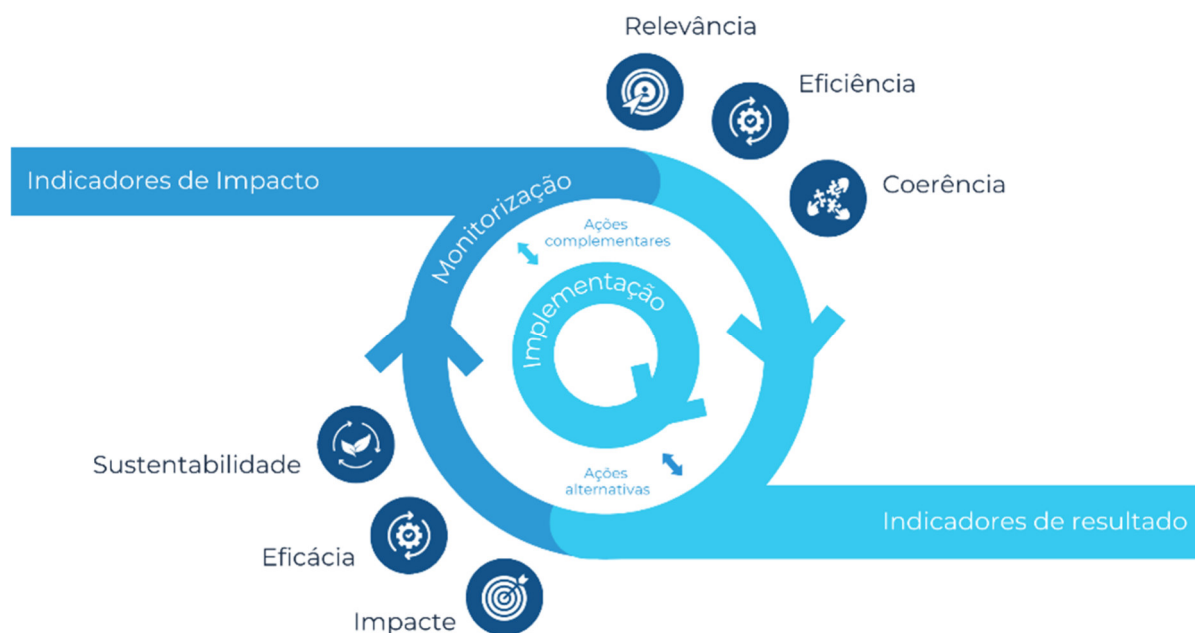 Relevância
Eficiência
Coerência
Indicadores de Impacto
Monitorização
Ações
complementares
Implementação
Ações
alternativas
Sustentabilidade
Eficácia
Impacte
Indicadores de resultado